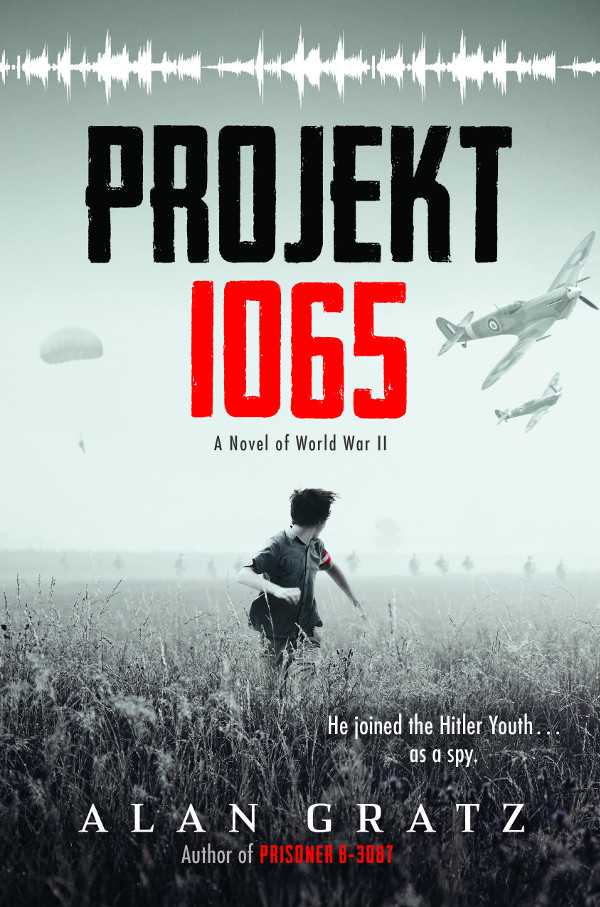 PROJEKT
1065
A Novel of World War II
He joined the Hitler Youth...
as a spy.
ALAN GRATZ
Author of PRISONER B-3087